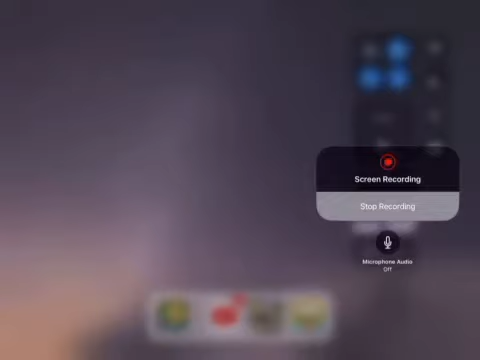 Screen Recording
Stop Recording
Microphone Audio
Off